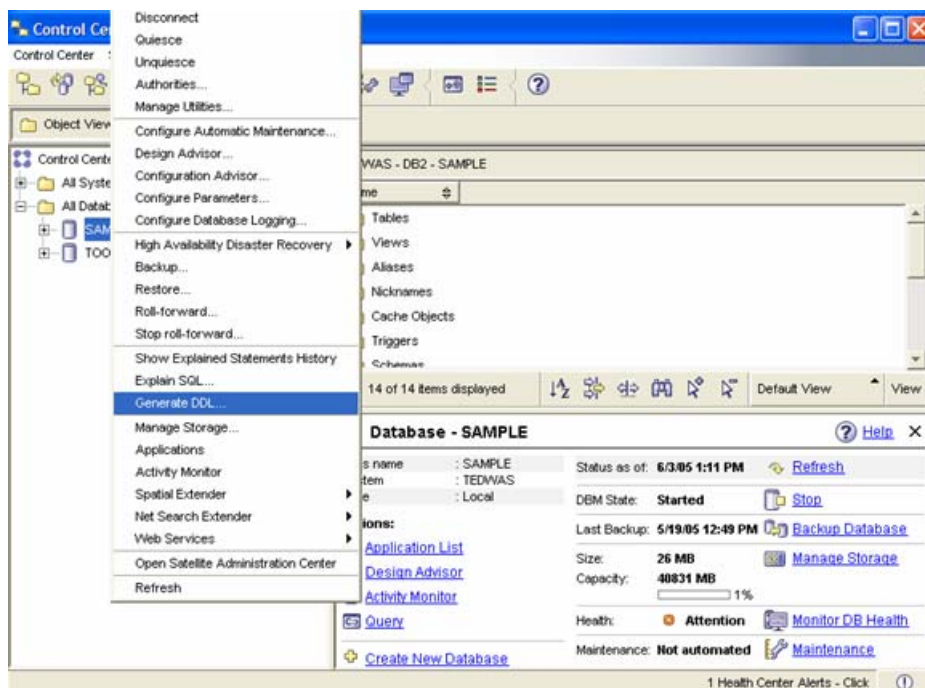 Control Ce
Control Center
Object View
Control Cente
All Syste
All Datab
SAM
TOO
Disconnect
Quiesce
Unquiesce
Authorities...
Manage Utilities...
Configure Automatic Maintenance...
Design Advisor...
Configuration Advisor...
Configure Parameters...
Configure Database Logging...
High Availability Disaster Recovery
Backup...
Restore...
Roll-forward...
Stop roll-forward...
Show Explained Statements History
Explain SQL...
Generate DDL...
Manage Storage...
Applications
Activity Monitor
Spatial Extender
Net Search Extender
Web Services
Open Satellite Administration Center
Refresh
WAS - DB2 - SAMPLE
me
Tables
Views
Aliases
Nicknames
Cache Objects
Triggers
Schemas
14 of 14 items displayed
Default View
View
Database - SAMPLE
Help
s name : SAMPLE
tem : TEDWAS
e : Local
ions:
Application List
Design Advisor
Activity Monitor
Query
Create New Database
Status as of: 6/3/05 1:11 PM Refresh
DBM State: Started Stop
Last Backup: 5/19/05 12:49 PM Backup Database
Size: 26 MB Manage Storage
Capacity: 40831 MB
1%
Health: Attention Monitor DB Health
Maintenance: Not automated Maintenance
1 Health Center Alerts - Click